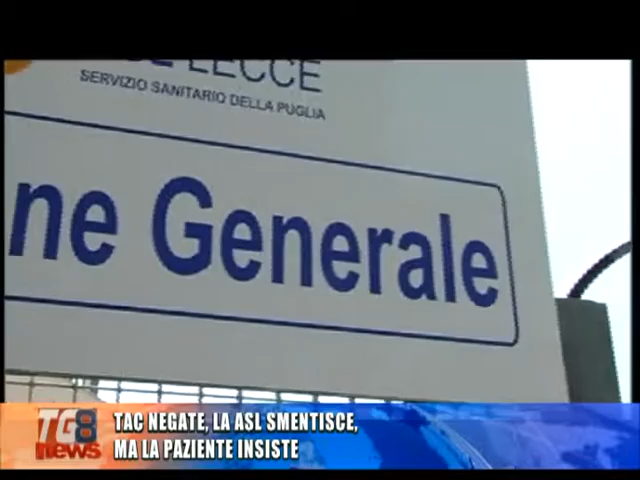 LECCE
SERVIZIO SANITARIO DELLA PUGLIA
ne Generale
TG8 news
TAC NEGATE, LA ASL SMENTISCE,
MA LA PAZIENTE INSISTE